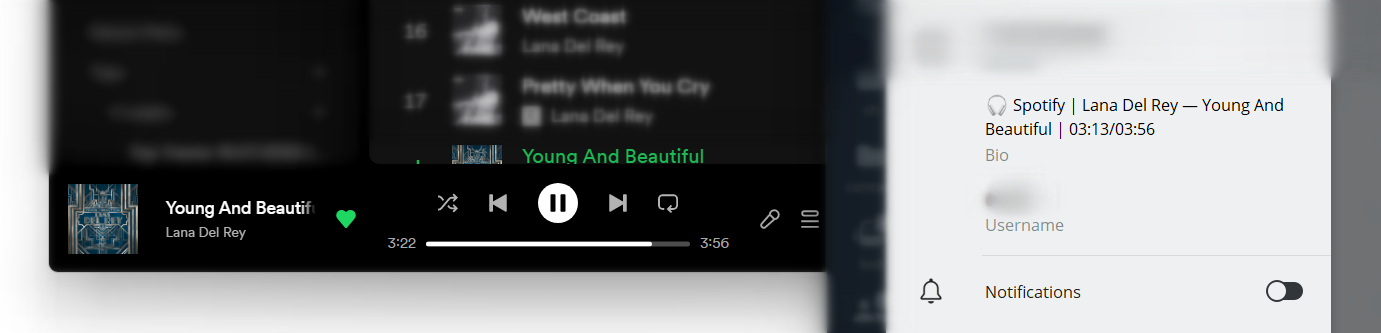 16
West Coast
Lana Del Rey
17
Pretty When You Cry
Lana Del Rey
Young And Beautiful
Young And Beautif
Lana Del Rey
3:22
3:56
🎧 Spotify | Lana Del Rey — Young And
Beautiful | 03:13/03:56
Bio
Username
Notifications